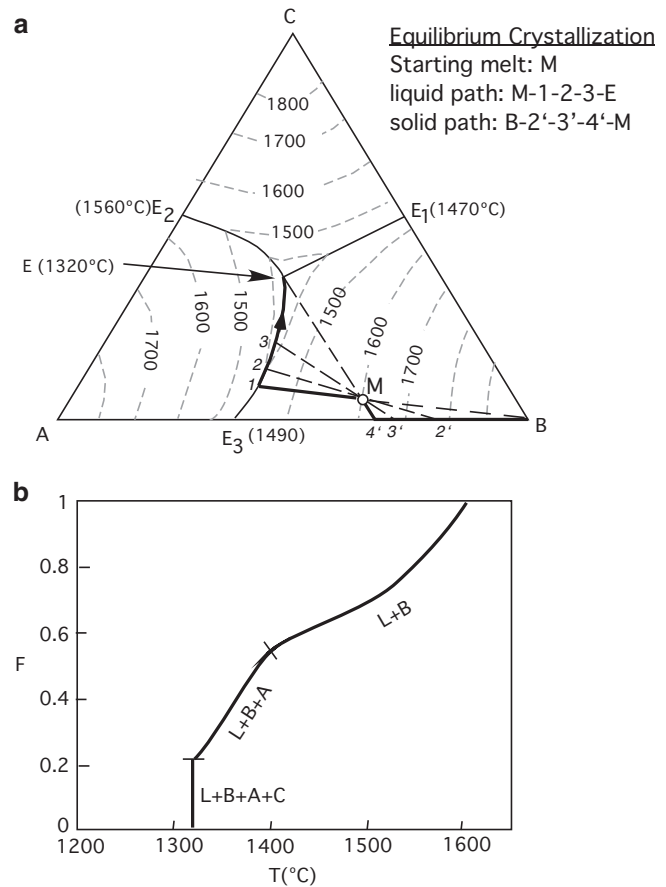 a
C
Equilibrium Crystallization
Starting melt: M
liquid path: M-1-2-3-E
solid path: B-2‘-3’-4‘-M
1800
1700
1600
(1560°C)E2
E1(1470°C)
1500
E (1320°C)
1700
1600
1500
1500
1600
1700
3
2
1
M
A
E3(1490)
4‘ 3‘ 2‘
B
b
1
0.8
0.6
F
0.4
0.2
0
L+B
L+B+A
L+B+A+C
1200 1300 1400 1500 1600
T(°C)